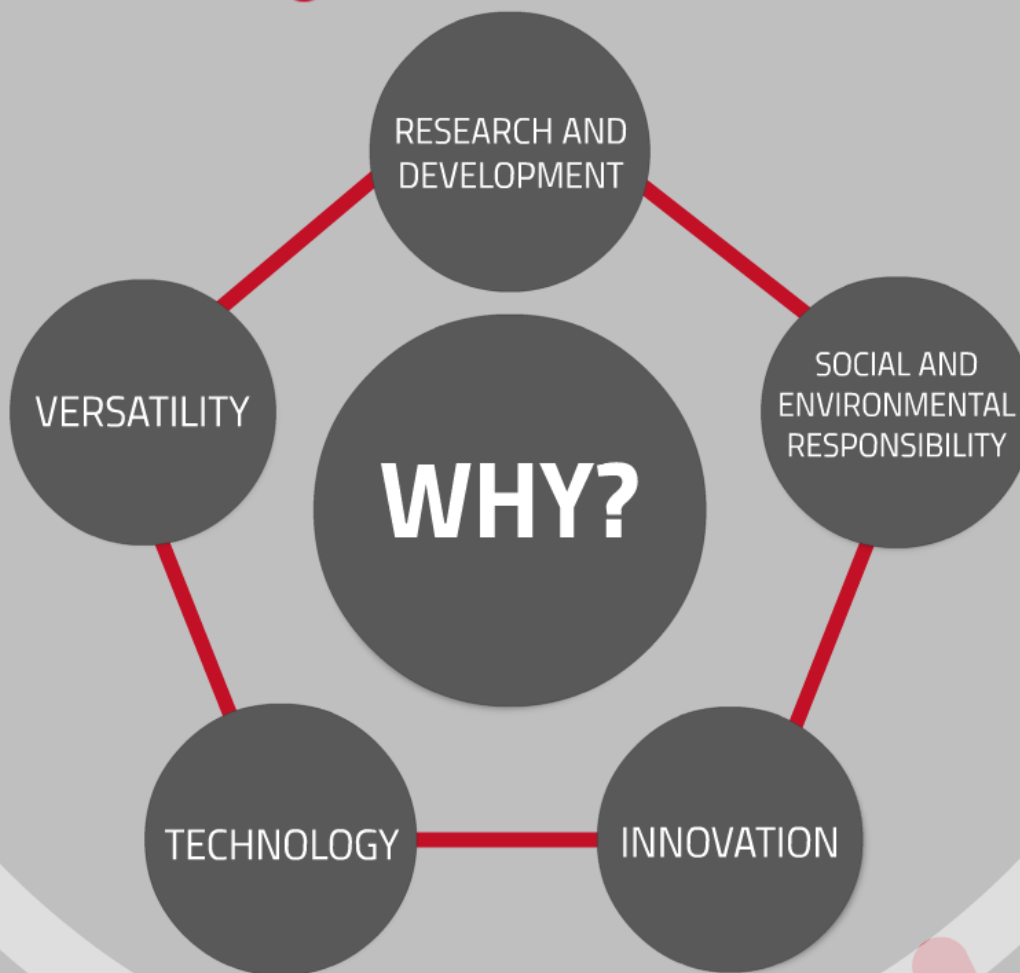 RESEARCH AND
DEVELOPMENT
VERSATILITY
SOCIAL AND
ENVIRONMENTAL
RESPONSIBILITY
WHY?
TECHNOLOGY
INNOVATION